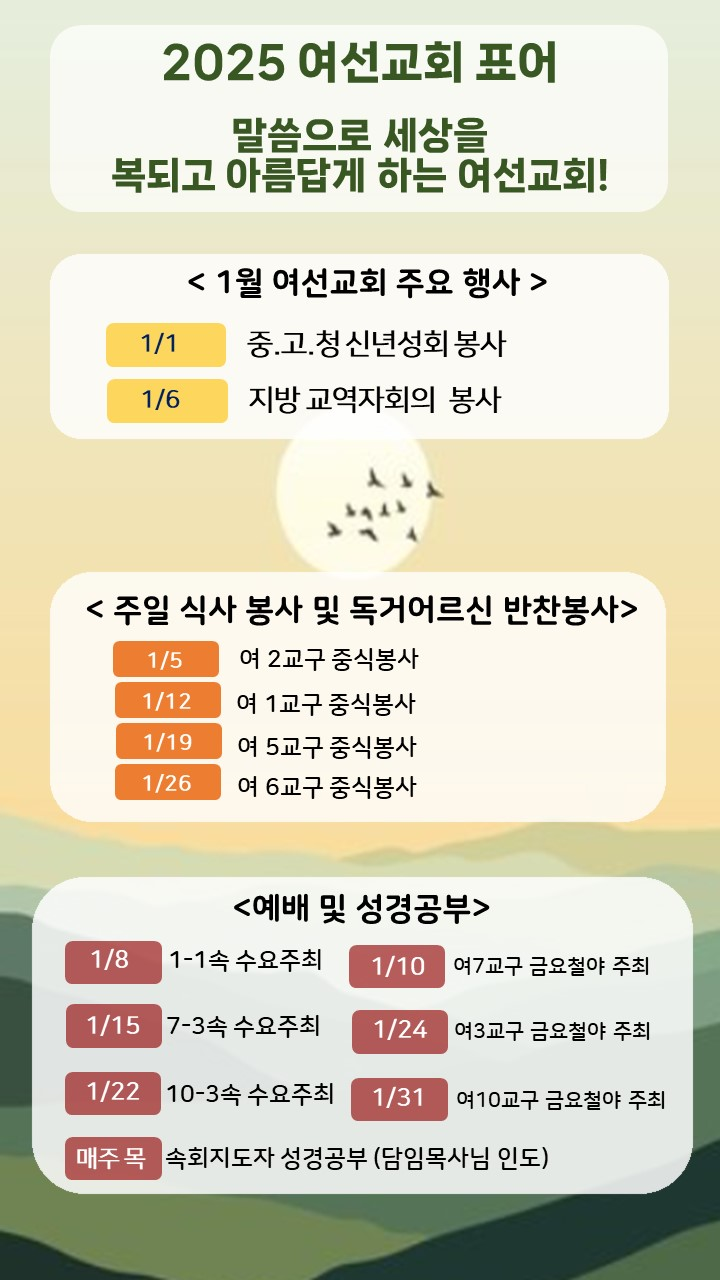 2025 여선교회 표어
말씀으로 세상을
복되고 아름답게 하는 여선교회!
< 1월 여선교회 주요 행사 >
1/1 중.고.청 신년성회 봉사
1/6 지방 교역자회의 봉사
< 주일 식사 봉사 및 독거어르신 반찬봉사>
1/5 여 2교구 중식봉사
1/12 여 1교구 중식봉사
1/19 여 5교구 중식봉사
1/26 여 6교구 중식봉사
<예배 및 성경공부>
1/8 1-1속 수요주최 1/10 여7교구 금요철야 주최
1/15 7-3속 수요주최 1/24 여3교구 금요철야 주최
1/22 10-3속 수요주최 1/31 여10교구 금요철야 주최
매주 목 속회지도자 성경공부 (담임목사님 인도)